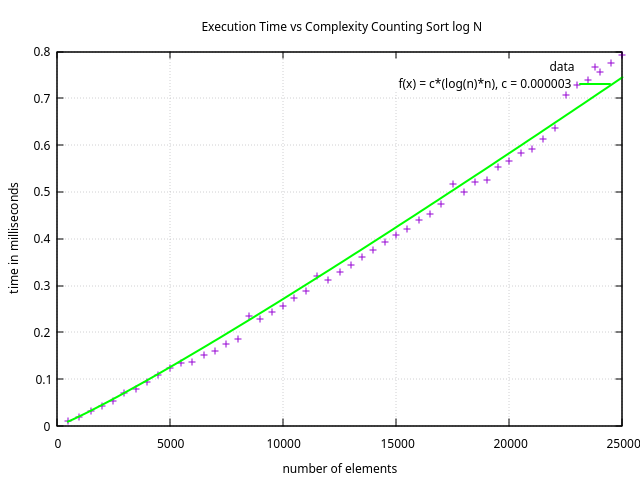 Execution Time vs Complexity Counting Sort log N
data
f(x) = c*(log(n)*n), c = 0.000003
time in milliseconds
0.8
0.7
0.6
0.5
0.4
0.3
0.2
0.1
0
0 5000 10000 15000 20000 25000
number of elements